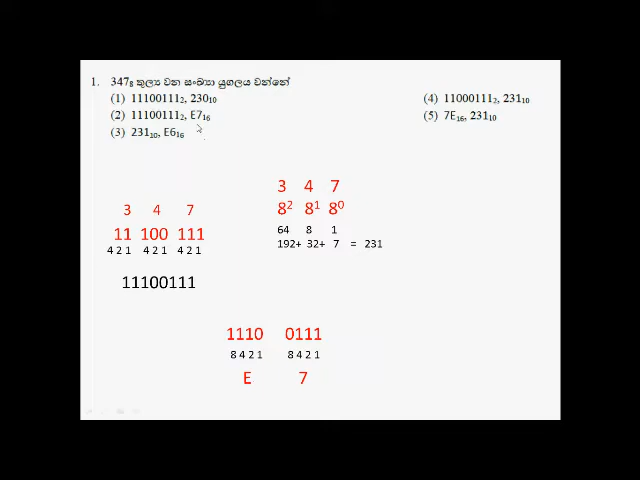 1. 347₈ තුල්‍ය වන සංඛ්‍යා යුගලය වන්නේ
(1) 11100111₂, 230₁₀
(2) 11100111₂, E7₁₆
(3) 231₁₀, E6₁₆
(4) 11000111₂, 231₁₀
(5) 7E₁₆, 231₁₀
3 4 7
8² 8¹ 8⁰
64 8 1
192+ 32+ 7 = 231
3 4 7
11 100 111
4 2 1 4 2 1 4 2 1
11100111
1110 0111
8 4 2 1 8 4 2 1
E 7